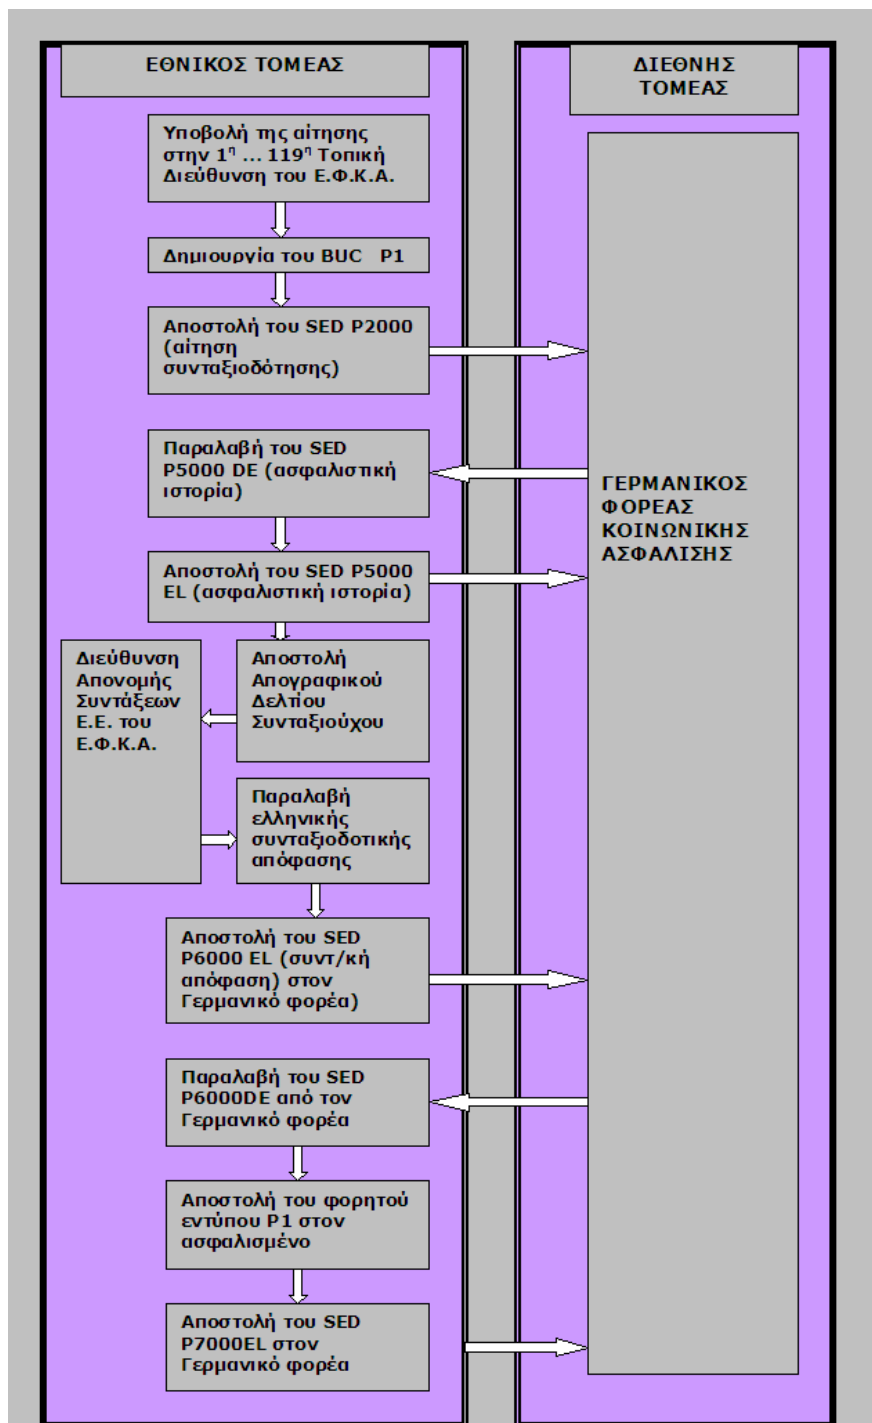 ΕΘΝΙΚΟΣ ΤΟΜΕΑΣ
ΔΙΕΘΝΗΣ
ΤΟΜΕΑΣ
Υποβολή της αίτησης
στην 1η ... 119η Τοπική
Διεύθυνση του Ε.Φ.Κ.Α.
Δημιουργία του BUC P1
Αποστολή του SED P2000
(αίτηση
συνταξιοδότησης)
Παραλαβή του SED
P5000 DE (ασφαλιστική
ιστορία)
ΓΕΡΜΑΝΙΚΟΣ
ΦΟΡΕΑΣ
ΚΟΙΝΩΝΙΚΗΣ
ΑΣΦΑΛΙΣΗΣ
Αποστολή του SED P5000
EL (ασφαλιστική ιστορία)
Διεύθυνση
Απονομής
Συντάξεων
Ε.Ε. του
Ε.Φ.Κ.Α.
Αποστολή
Απογραφικού
Δελτίου
Συνταξιούχου
Παραλαβή
ελληνικής
συνταξιοδοτικής
απόφασης
Αποστολή του SED
P6000 EL (συντ/κή
απόφαση) στον
Γερμανικό φορέα)
Παραλαβή του SED
P6000DE από τον
Γερμανικό φορέα
Αποστολή του φορητού
εντύπου P1 στον
ασφαλισμένο
Αποστολή του SED
P7000EL στον
Γερμανικό φορέα